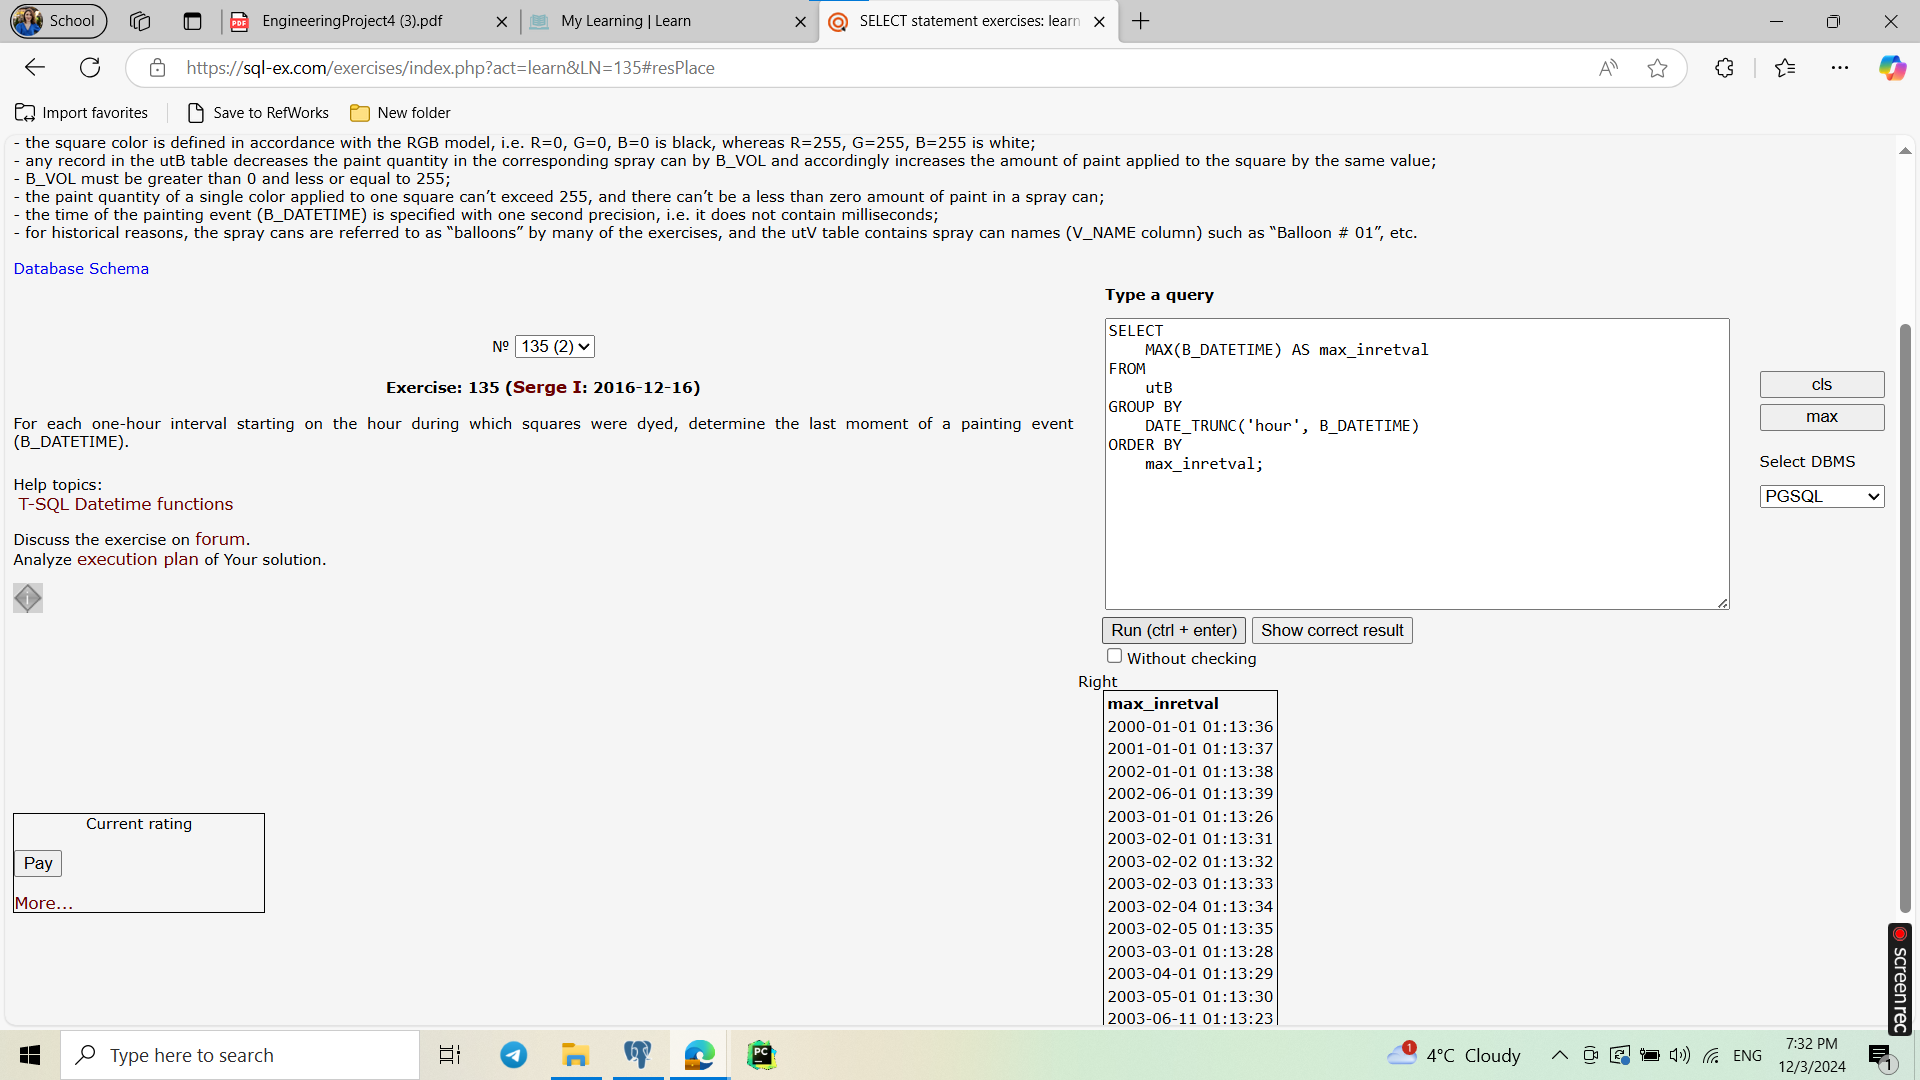 School
EngineeringProject4 (3).pdf
My Learning | Learn
SELECT statement exercises: learn
https://sql-ex.com/exercises/index.php?act=learn&LN=135#resPlace
Import favorites
Save to RefWorks
New folder
- the square color is defined in accordance with the RGB model, i.e. R=0, G=0, B=0 is black, whereas R=255, G=255, B=255 is white;
- any record in the utB table decreases the paint quantity in the corresponding spray can by B_VOL and accordingly increases the amount of paint applied to the square by the same value;
- B_VOL must be greater than 0 and less or equal to 255;
- the paint quantity of a single color applied to one square can’t exceed 255, and there can’t be a less than zero amount of paint in a spray can;
- the time of the painting event (B_DATETIME) is specified with one second precision, i.e. it does not contain milliseconds;
- for historical reasons, the spray cans are referred to as “balloons” by many of the exercises, and the utV table contains spray can names (V_NAME column) such as “Balloon # 01”, etc.
Database Schema
№ 135 (2)
Exercise: 135 (Serge I: 2016-12-16)
For each one-hour interval starting on the hour during which squares were dyed, determine the last moment of a painting event
(B_DATETIME).
Help topics:
T-SQL Datetime functions
Discuss the exercise on forum.
Analyze execution plan of Your solution.
Current rating
Pay
More...
Type a query
SELECT
MAX(B_DATETIME) AS max_inretval
FROM
utB
GROUP BY
DATE_TRUNC('hour', B_DATETIME)
ORDER BY
max_inretval;
cls
max
Select DBMS
PGSQL
Run (ctrl + enter)
Show correct result
Without checking
Right
max_inretval
2000-01-01 01:13:36
2001-01-01 01:13:37
2002-01-01 01:13:38
2002-06-01 01:13:39
2003-01-01 01:13:26
2003-02-01 01:13:31
2003-02-02 01:13:32
2003-02-03 01:13:33
2003-02-04 01:13:34
2003-02-05 01:13:35
2003-03-01 01:13:28
2003-04-01 01:13:29
2003-05-01 01:13:30
2003-06-11 01:13:23
screen rec
Type here to search
PC
1
4°C Cloudy
ENG
7:32 PM
12/3/2024
1